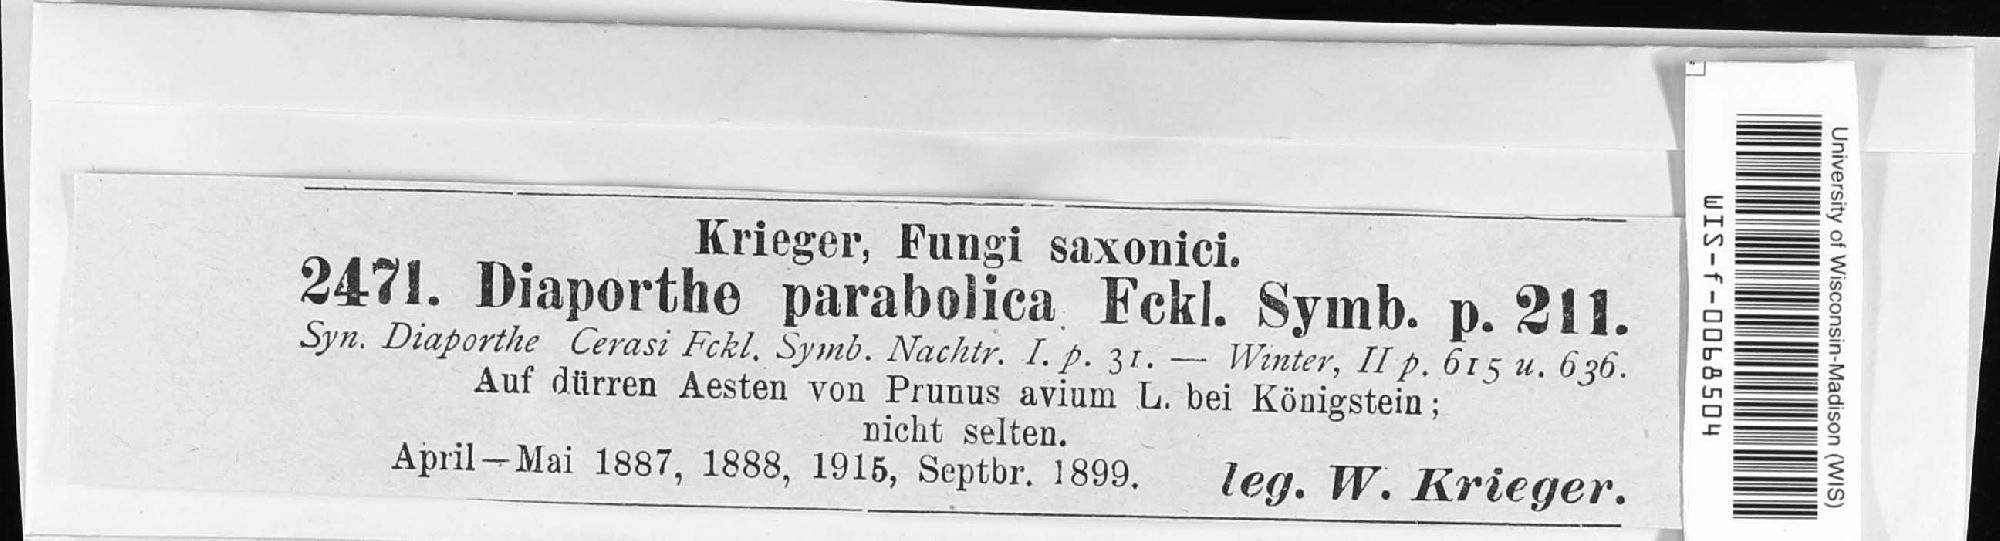 Krieger, Fungi saxonici.
2471. Diaporthe parabolica Fckl. Symb. p. 211.
Syn. Diaporthe Cerasi Fckl. Symb. Nachtr. I. p. 31. — Winter, II p. 615 u. 636.
Auf dürren Aesten von Prunus avium L. bei Königstein;
nicht selten.
April—Mai 1887, 1888, 1915, Septbr. 1899. leg. W. Krieger.
University of Wisconsin-Madison (WIS)
WIS-f-0068504